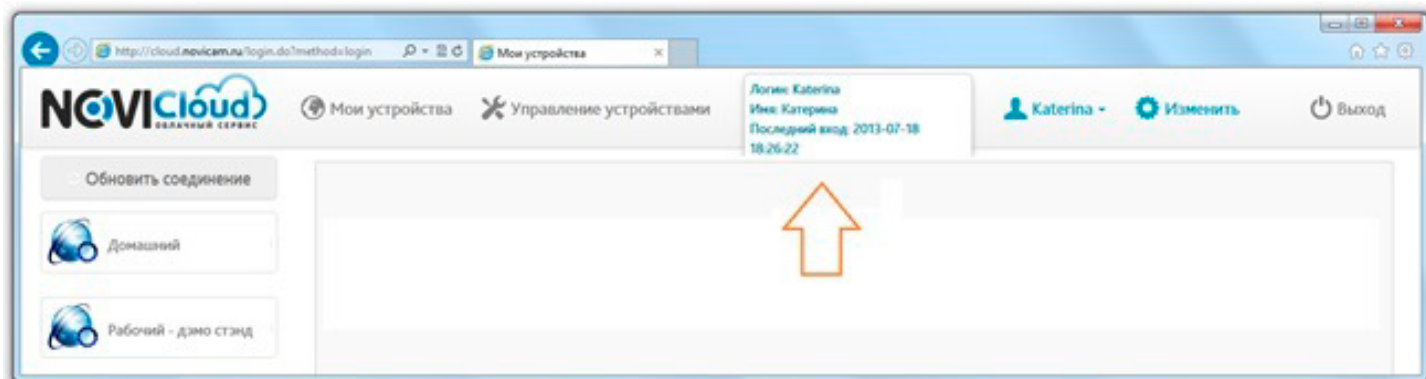 http://cloud.novicam.ru/login.do?method=login
Мои устройства
NOVIcloud
ОБЛАЧНЫЙ СЕРВИС
Мои устройства
Управление устройствами
Логин: Katerina
Имя: Катерина
Последний вход: 2013-07-18
18:26:22
Katerina
Изменить
Выход
Обновить соединение
Домашний
Рабочий - дэмо стэнд